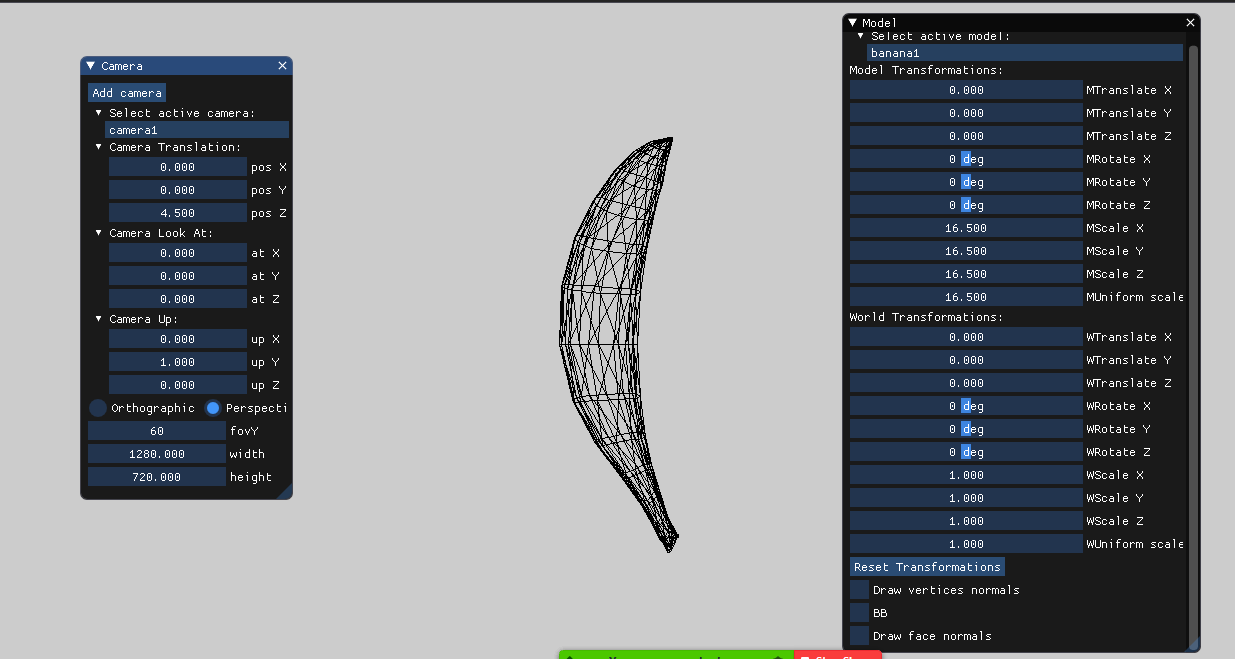 Camera
Add camera
Select active camera:
camera1
Camera Translation:
0.000 pos X
0.000 pos Y
4.500 pos Z
Camera Look At:
0.000 at X
0.000 at Y
0.000 at Z
Camera Up:
0.000 up X
1.000 up Y
0.000 up Z
Orthographic Perspecti
60 fovY
1280.000 width
720.000 height
Model
Select active model:
banana1
Model Transformations:
0.000 MTranslate X
0.000 MTranslate Y
0.000 MTranslate Z
0 deg MRotate X
0 deg MRotate Y
0 deg MRotate Z
16.500 MScale X
16.500 MScale Y
16.500 MScale Z
16.500 MUniform scale
World Transformations:
0.000 WTranslate X
0.000 WTranslate Y
0.000 WTranslate Z
0 deg WRotate X
0 deg WRotate Y
0 deg WRotate Z
1.000 WScale X
1.000 WScale Y
1.000 WScale Z
1.000 WUniform scale
Reset Transformations
Draw vertices normals
BB
Draw face normals